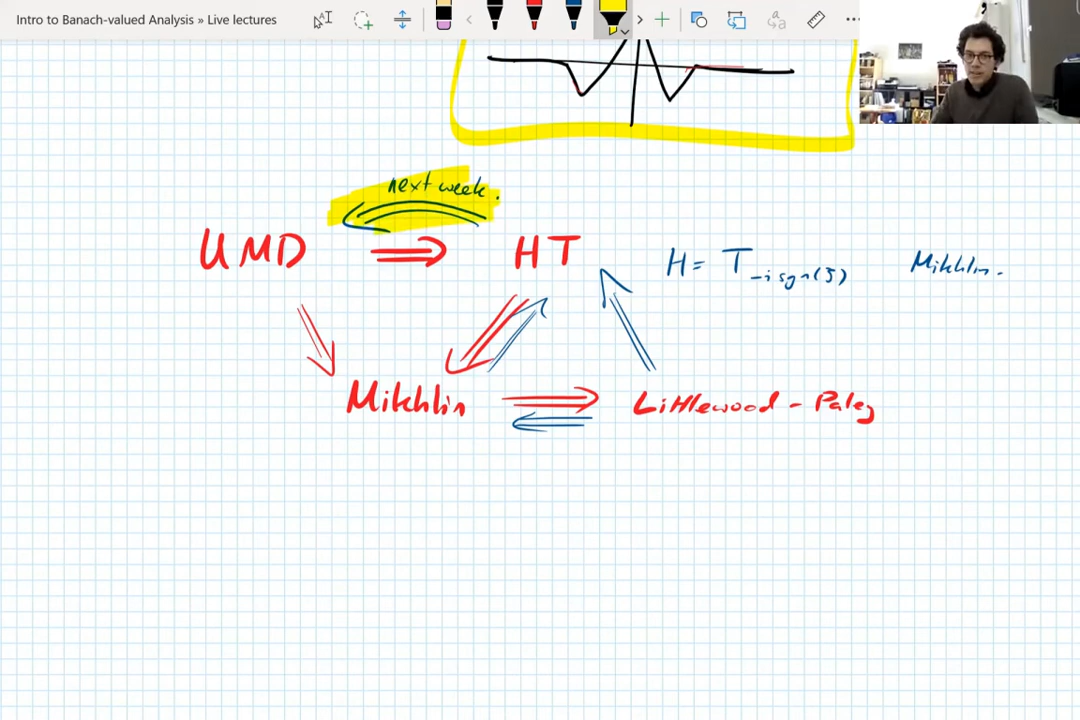 Intro to Banach-valued Analysis » Live lectures
next week.
UMD ⇒ HT
H = T_{-i sgn(ξ)}
Mikhlin.
Mikhlin ⇒ Littlewood - Paley